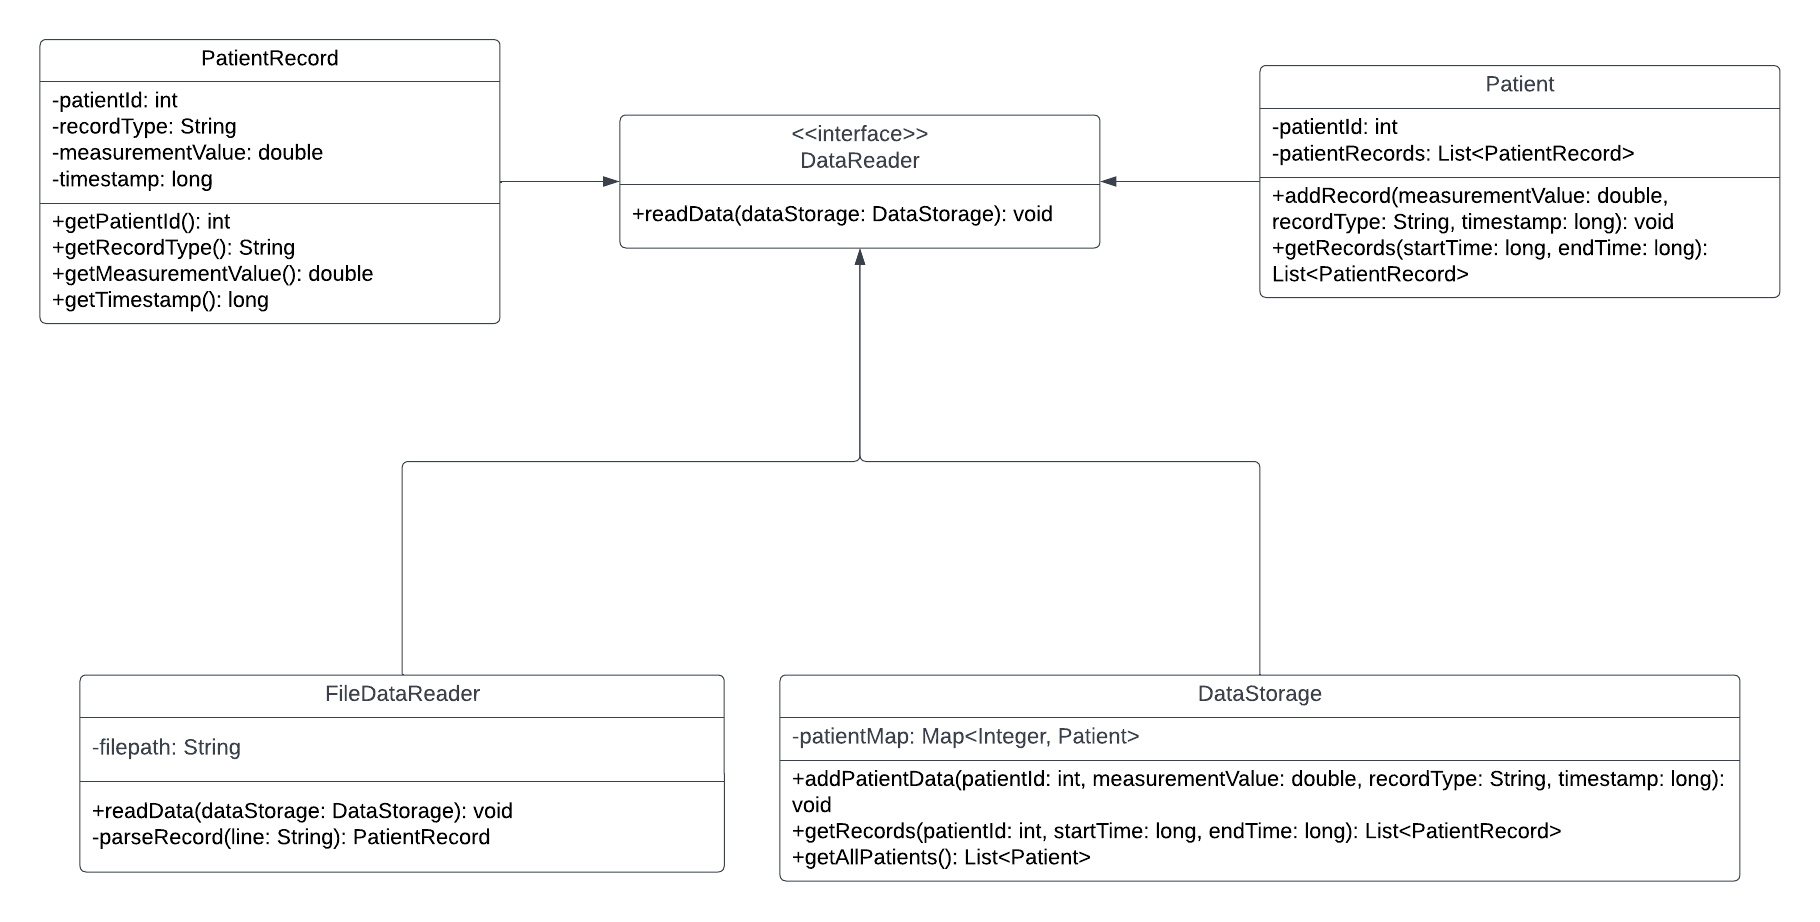 PatientRecord
-patientId: int
-recordType: String
-measurementValue: double
-timestamp: long
+getPatientId(): int
+getRecordType(): String
+getMeasurementValue(): double
+getTimestamp(): long
<<interface>>
DataReader
+readData(dataStorage: DataStorage): void
Patient
-patientId: int
-patientRecords: List<PatientRecord>
+addRecord(measurementValue: double,
recordType: String, timestamp: long): void
+getRecords(startTime: long, endTime: long):
List<PatientRecord>
FileDataReader
-filepath: String
+readData(dataStorage: DataStorage): void
-parseRecord(line: String): PatientRecord
DataStorage
-patientMap: Map<Integer, Patient>
+addPatientData(patientId: int, measurementValue: double, recordType: String, timestamp: long):
void
+getRecords(patientId: int, startTime: long, endTime: long): List<PatientRecord>
+getAllPatients(): List<Patient>